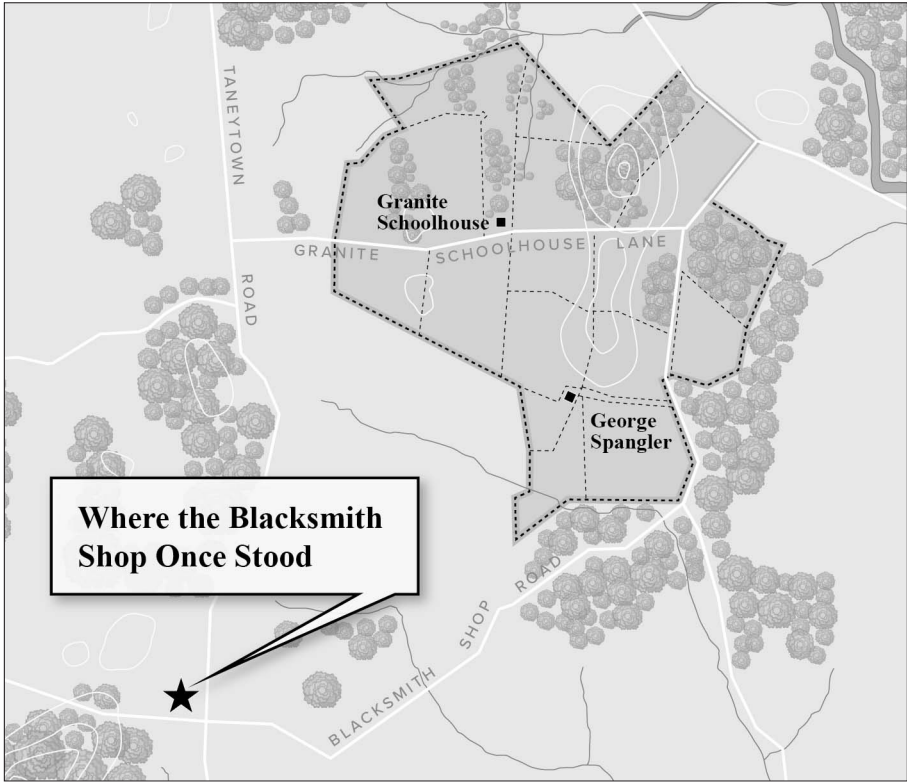 TANEYTOWN
ROAD
Granite
Schoolhouse
GRANITE SCHOOLHOUSE LANE
George
Spangler
Where the Blacksmith
Shop Once Stood
BLACKSMITH SHOP ROAD